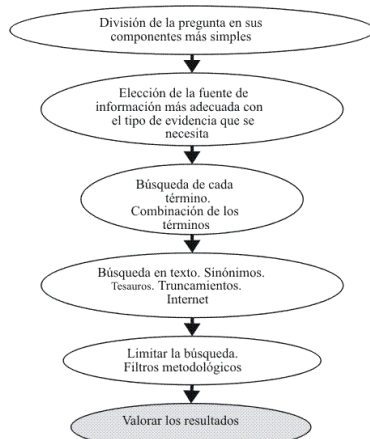 División de la pregunta en sus
componentes más simples
Elección de la fuente de
información más adecuada con
el tipo de evidencia que se
necesita
Búsqueda de cada
término.
Combinación de los
términos
Búsqueda en texto. Sinónimos.
Tesauros. Truncamientos.
Internet
Limitar la búsqueda.
Filtros metodológicos
Valorar los resultados